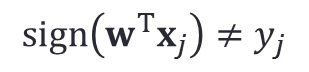 sign(𝐰ᵀ𝐱ⱼ) ≠ yⱼ